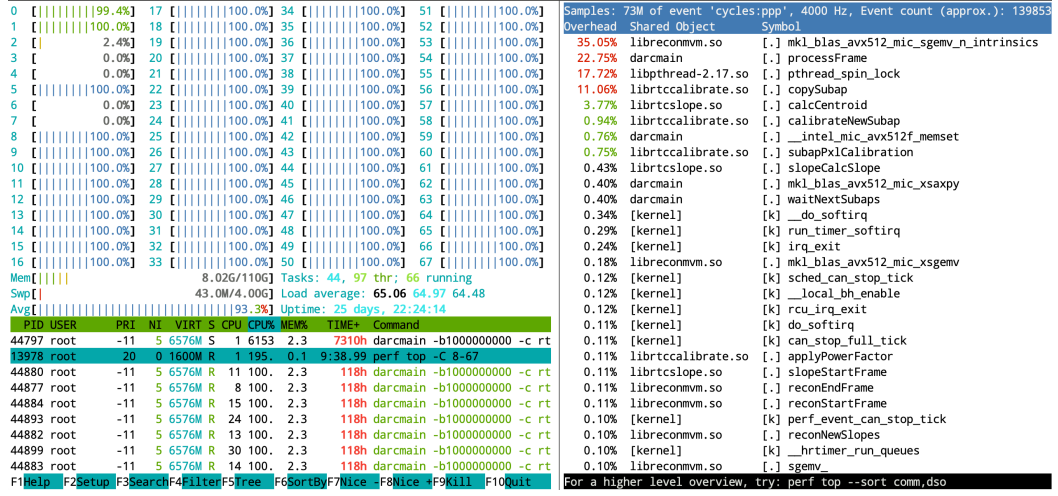 0 [|||||||||99.4%] 17 [||||||||100.0%] 34 [||||||||100.0%] 51 [||||||||100.0%]
1 [||||||||100.0%] 18 [||||||||100.0%] 35 [||||||||100.0%] 52 [||||||||100.0%]
2 [| 2.4%] 19 [||||||||100.0%] 36 [||||||||100.0%] 53 [||||||||100.0%]
3 [ 0.0%] 20 [||||||||100.0%] 37 [||||||||100.0%] 54 [||||||||100.0%]
4 [ 0.0%] 21 [||||||||100.0%] 38 [||||||||100.0%] 55 [||||||||100.0%]
5 [||||||||100.0%] 22 [||||||||100.0%] 39 [||||||||100.0%] 56 [||||||||100.0%]
6 [ 0.0%] 23 [||||||||100.0%] 40 [||||||||100.0%] 57 [||||||||100.0%]
7 [ 0.0%] 24 [||||||||100.0%] 41 [||||||||100.0%] 58 [||||||||100.0%]
8 [||||||||100.0%] 25 [||||||||100.0%] 42 [||||||||100.0%] 59 [||||||||100.0%]
9 [||||||||100.0%] 26 [||||||||100.0%] 43 [||||||||100.0%] 60 [||||||||100.0%]
10 [||||||||100.0%] 27 [||||||||100.0%] 44 [||||||||100.0%] 61 [||||||||100.0%]
11 [||||||||100.0%] 28 [||||||||100.0%] 45 [||||||||100.0%] 62 [||||||||100.0%]
12 [||||||||100.0%] 29 [||||||||100.0%] 46 [||||||||100.0%] 63 [||||||||100.0%]
13 [||||||||100.0%] 30 [||||||||100.0%] 47 [||||||||100.0%] 64 [||||||||100.0%]
14 [||||||||100.0%] 31 [||||||||100.0%] 48 [||||||||100.0%] 65 [||||||||100.0%]
15 [||||||||100.0%] 32 [||||||||100.0%] 49 [||||||||100.0%] 66 [||||||||100.0%]
16 [||||||||100.0%] 33 [||||||||100.0%] 50 [||||||||100.0%] 67 [||||||||100.0%]
Mem[||||| 8.02G/110G] Tasks: 44, 97 thr; 66 running
Swp[| 43.0M/4.00G] Load average: 65.06 64.97 64.48
Avg[|||||||||||||||||||||||||93.3%] Uptime: 25 days, 22:24:14
PID USER PRI NI VIRT S CPU CPU% MEM% TIME+ Command
44797 root -11 5 6576M S 1 6153 2.3 7310h darcmain -b1000000000 -c rt
13978 root 20 0 1600M R 1 195. 0.1 9:38.99 perf top -C 8-67
44880 root -11 5 6576M R 11 100. 2.3 118h darcmain -b1000000000 -c rt
44877 root -11 5 6576M R 8 100. 2.3 118h darcmain -b1000000000 -c rt
44884 root -11 5 6576M R 15 100. 2.3 118h darcmain -b1000000000 -c rt
44893 root -11 5 6576M R 24 100. 2.3 118h darcmain -b1000000000 -c rt
44882 root -11 5 6576M R 13 100. 2.3 118h darcmain -b1000000000 -c rt
44899 root -11 5 6576M R 30 100. 2.3 118h darcmain -b1000000000 -c rt
44883 root -11 5 6576M R 14 100. 2.3 118h darcmain -b1000000000 -c rt
F1Help F2Setup F3SearchF4FilterF5Tree F6SortByF7Nice -F8Nice +F9Kill F10Quit
Samples: 73M of event 'cycles:ppp', 4000 Hz, Event count (approx.): 139853
Overhead Shared Object Symbol
35.05% libreconmvm.so [.] mkl_blas_avx512_mic_sgemv_n_intrinsics
22.75% darcmain [.] processFrame
17.72% libpthread-2.17.so [.] pthread_spin_lock
11.06% librtccalibrate.so [.] copySubap
3.77% librtcslope.so [.] calcCentroid
0.94% librtccalibrate.so [.] calibrateNewSubap
0.76% darcmain [.] __intel_mic_avx512f_memset
0.75% librtccalibrate.so [.] subapPxlCalibration
0.43% librtcslope.so [.] slopeCalcSlope
0.40% darcmain [.] mkl_blas_avx512_mic_xsaxpy
0.40% darcmain [.] waitNextSubaps
0.34% [kernel] [k] __do_softirq
0.29% [kernel] [k] run_timer_softirq
0.24% [kernel] [k] irq_exit
0.18% libreconmvm.so [.] mkl_blas_avx512_mic_xsgemv
0.12% [kernel] [k] sched_can_stop_tick
0.12% [kernel] [k] __local_bh_enable
0.12% [kernel] [k] rcu_irq_exit
0.11% [kernel] [k] do_softirq
0.11% [kernel] [k] can_stop_full_tick
0.11% librtccalibrate.so [.] applyPowerFactor
0.11% librtcslope.so [.] slopeStartFrame
0.11% libreconmvm.so [.] reconEndFrame
0.11% libreconmvm.so [.] reconStartFrame
0.10% [kernel] [k] perf_event_can_stop_tick
0.10% libreconmvm.so [.] reconNewSlopes
0.10% [kernel] [k] __hrtimer_run_queues
0.10% libreconmvm.so [.] sgemv_
For a higher level overview, try: perf top --sort comm,dso